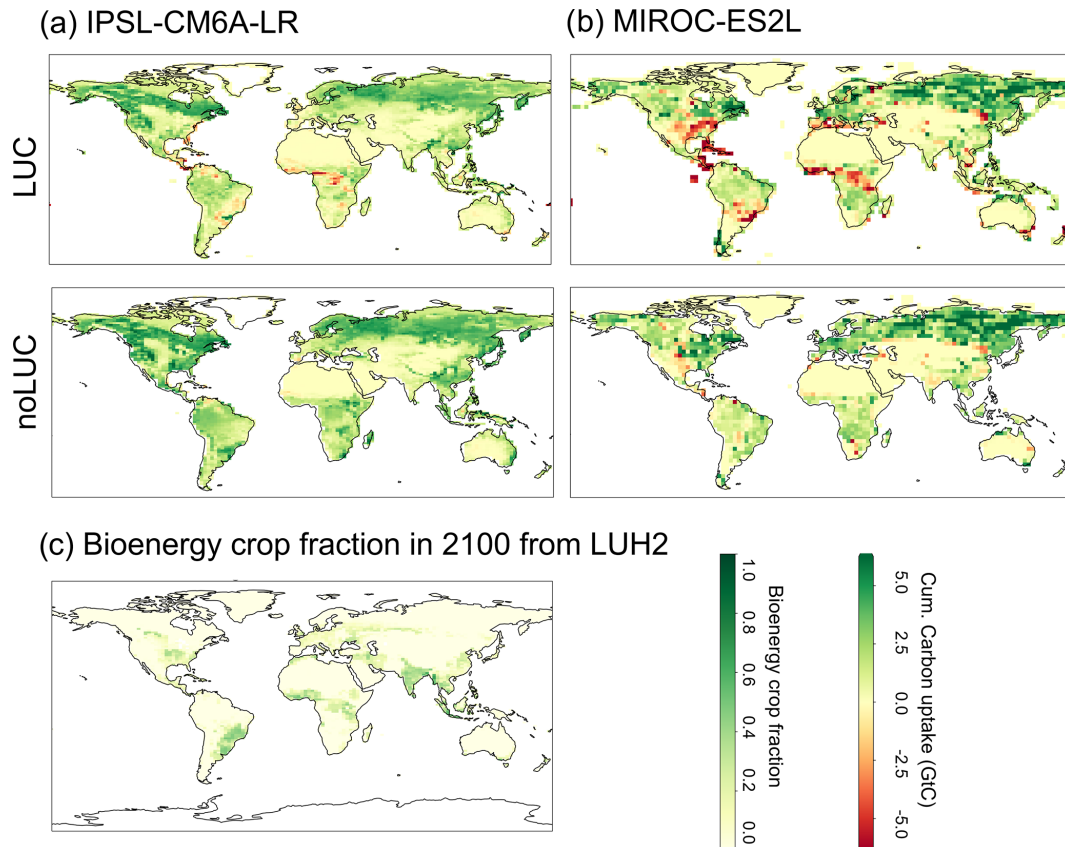 (a) IPSL-CM6A-LR
(b) MIROC-ES2L
LUC
noLUC
(c) Bioenergy crop fraction in 2100 from LUH2
1.0
0.8
0.6
0.4
0.2
0.0
Bioenergy crop fraction
5.0
2.5
0.0
-2.5
-5.0
Cum. Carbon uptake (GtC)